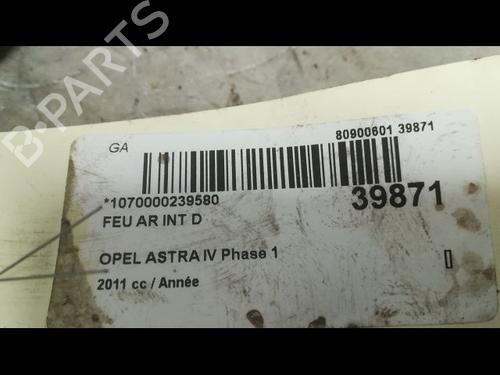 B-PARTS
GA
80900601 39871
*1070000239580
39871
FEU AR INT D
OPEL ASTRA IV Phase 1
2011 cc / Année